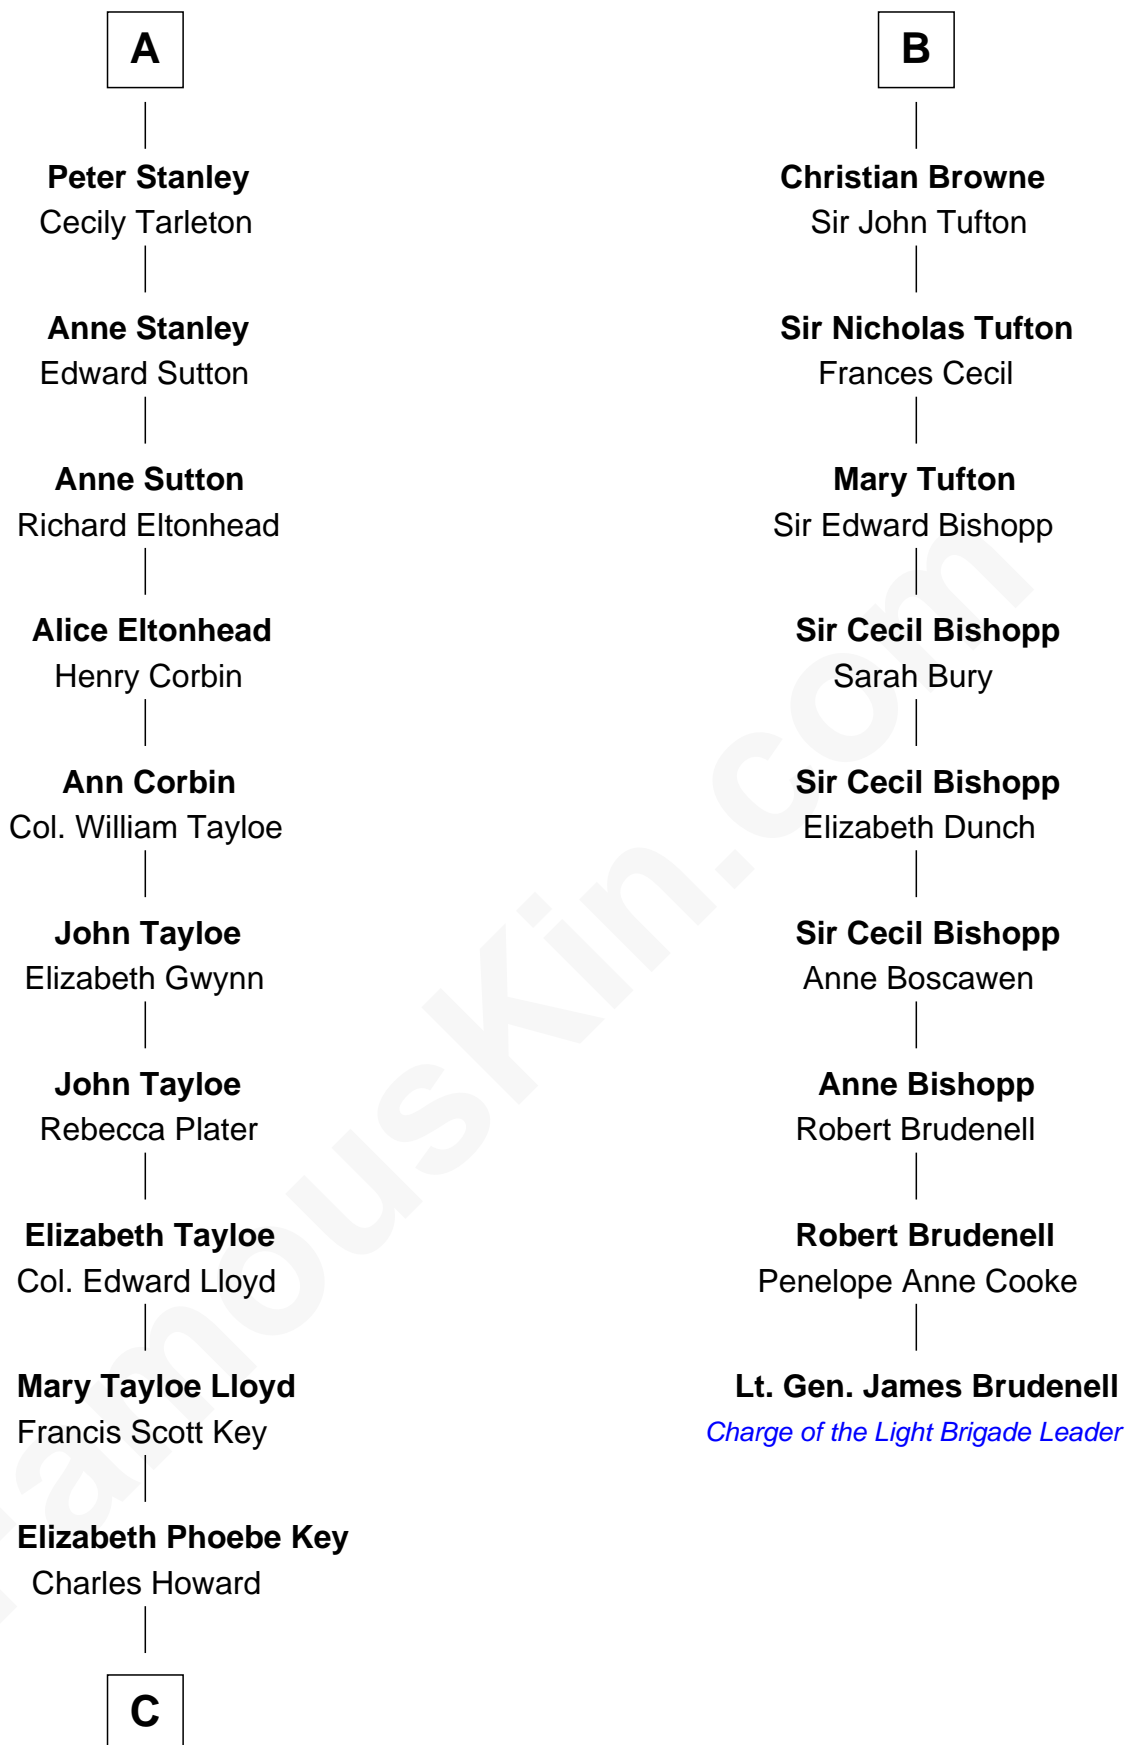 A
Peter Stanley
Cecily Tarleton
Anne Stanley
Edward Sutton
Anne Sutton
Richard Eltonhead
Alice Eltonhead
Henry Corbin
Ann Corbin
Col. William Tayloe
John Tayloe
Elizabeth Gwynn
John Tayloe
Rebecca Plater
Elizabeth Tayloe
Col. Edward Lloyd
Mary Tayloe Lloyd
Francis Scott Key
Elizabeth Phoebe Key
Charles Howard
C
B
Christian Browne
Sir John Tufton
Sir Nicholas Tufton
Frances Cecil
Mary Tufton
Sir Edward Bishopp
Sir Cecil Bishopp
Sarah Bury
Sir Cecil Bishopp
Elizabeth Dunch
Sir Cecil Bishopp
Anne Boscawen
Anne Bishopp
Robert Brudenell
Robert Brudenell
Penelope Anne Cooke
Lt. Gen. James Brudenell
Charge of the Light Brigade Leader
FamousKin.com